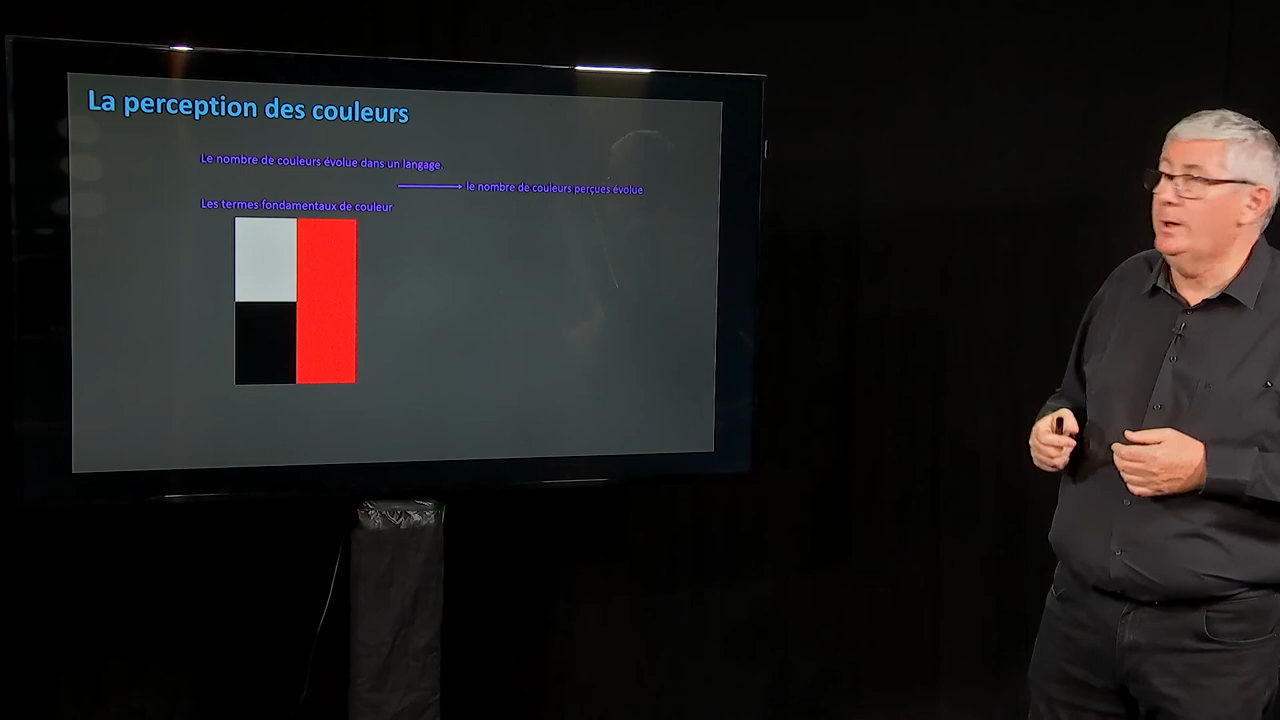 La perception des couleurs
Le nombre de couleurs évolue dans un langage.
le nombre de couleurs perçues évolue
Les termes fondamentaux de couleur